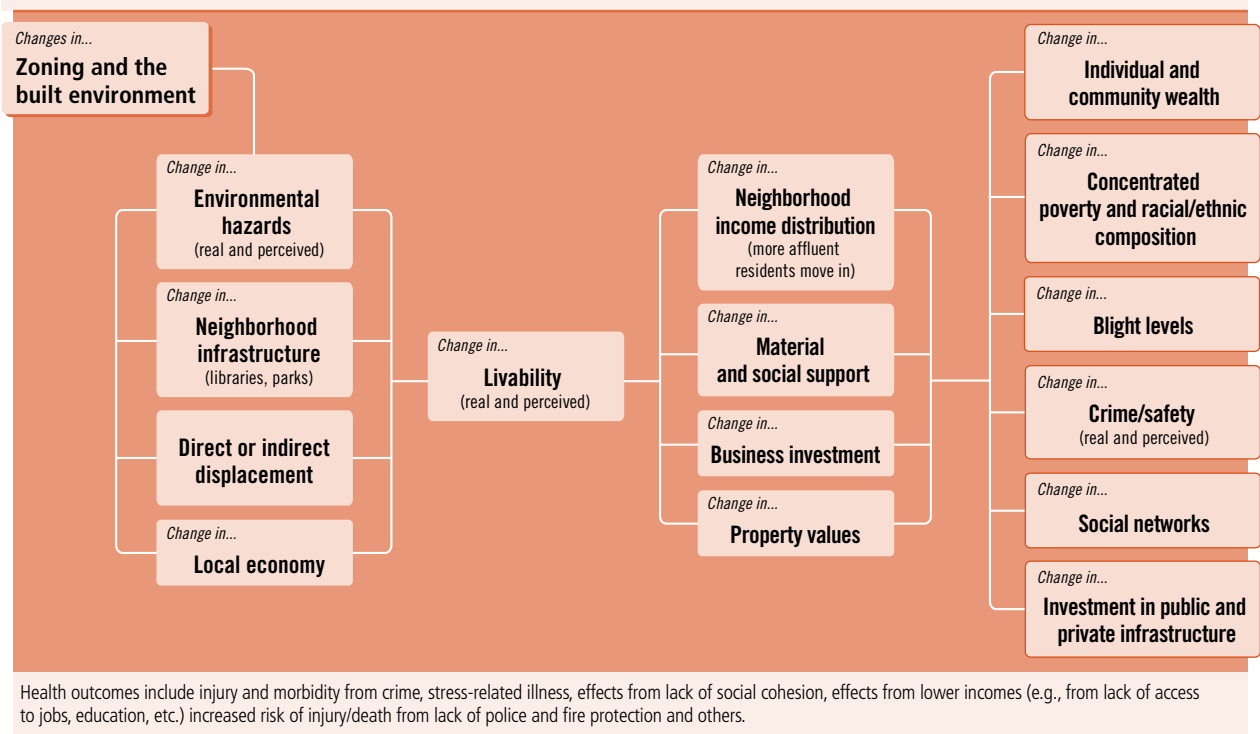 Changes in...
Zoning and the
built environment
Change in...
Environmental
hazards
(real and perceived)
Change in...
Neighborhood
infrastructure
(libraries, parks)
Direct or indirect
displacement
Change in...
Local economy
Change in...
Livability
(real and perceived)
Change in...
Neighborhood
income distribution
(more affluent
residents move in)
Change in...
Material
and social support
Change in...
Business investment
Change in...
Property values
Change in...
Individual and
community wealth
Change in...
Concentrated
poverty and racial/ethnic
composition
Change in...
Blight levels
Change in...
Crime/safety
(real and perceived)
Change in...
Social networks
Change in...
Investment in public and
private infrastructure
Health outcomes include injury and morbidity from crime, stress-related illness, effects from lack of social cohesion, effects from lower incomes (e.g., from lack of access
to jobs, education, etc.) increased risk of injury/death from lack of police and fire protection and others.